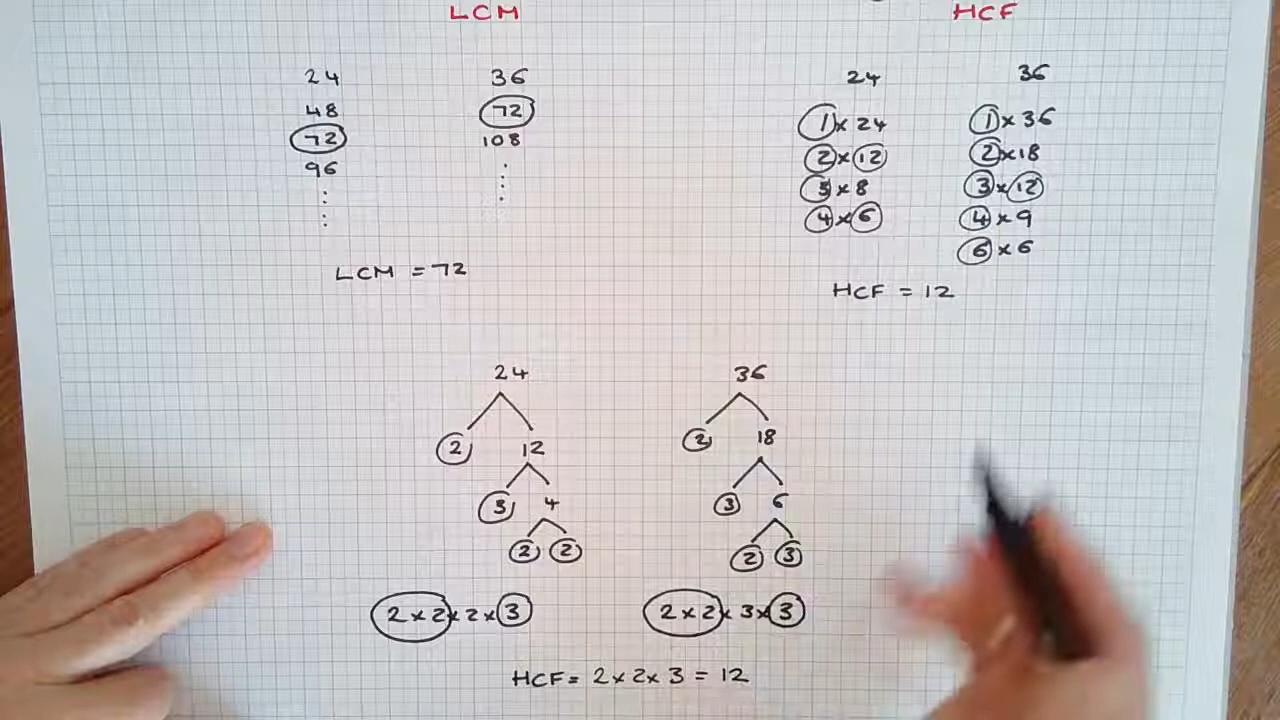 LCM
24 36
48 72
72 108
96
LCM = 72
HCF
24 36
1 x 24 1 x 36
2 x 12 2 x 18
3 x 8 3 x 12
4 x 6 4 x 9
6 x 6
HCF = 12
24
2 12
3 4
2 2
2 x 2 x 2 x 3
36
2 18
3 6
2 3
2 x 2 x 3 x 3
HCF = 2 x 2 x 3 = 12